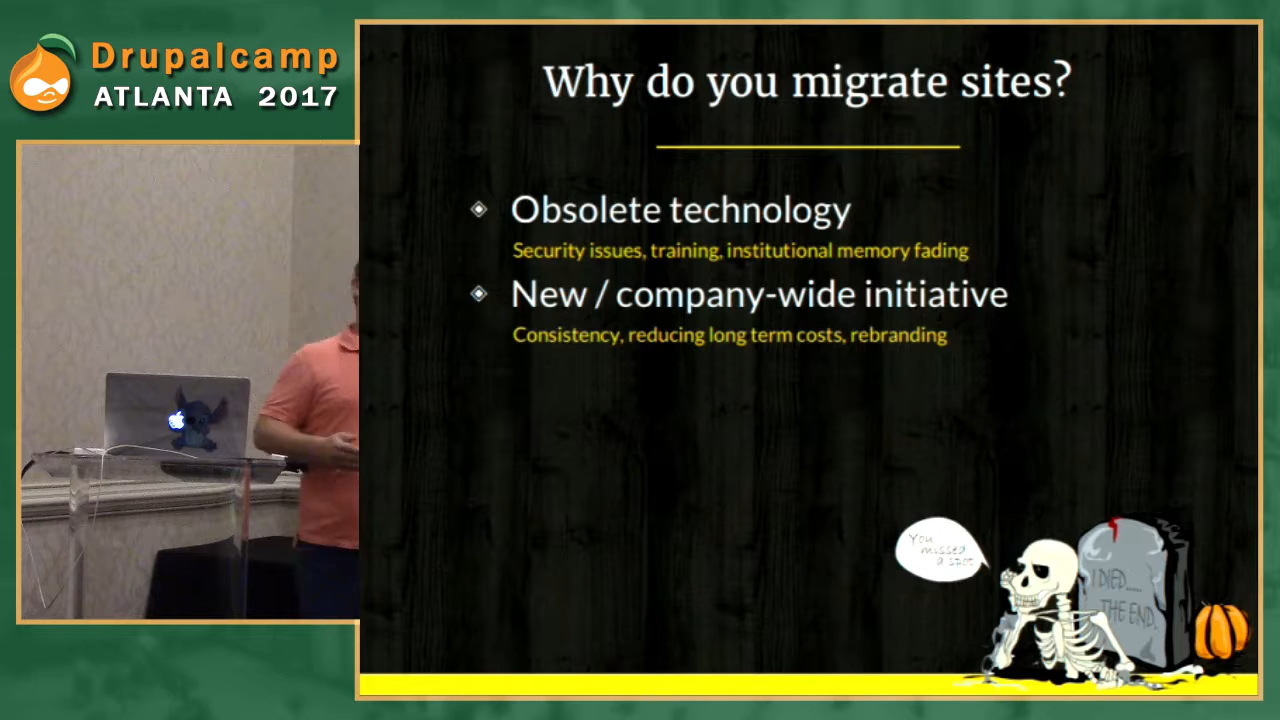 Drupalcamp
ATLANTA 2017
Why do you migrate sites?
Obsolete technology
Security issues, training, institutional memory fading
New / company-wide initiative
Consistency, reducing long term costs, rebranding
You
missed
a spot
I DIED....
THE END.